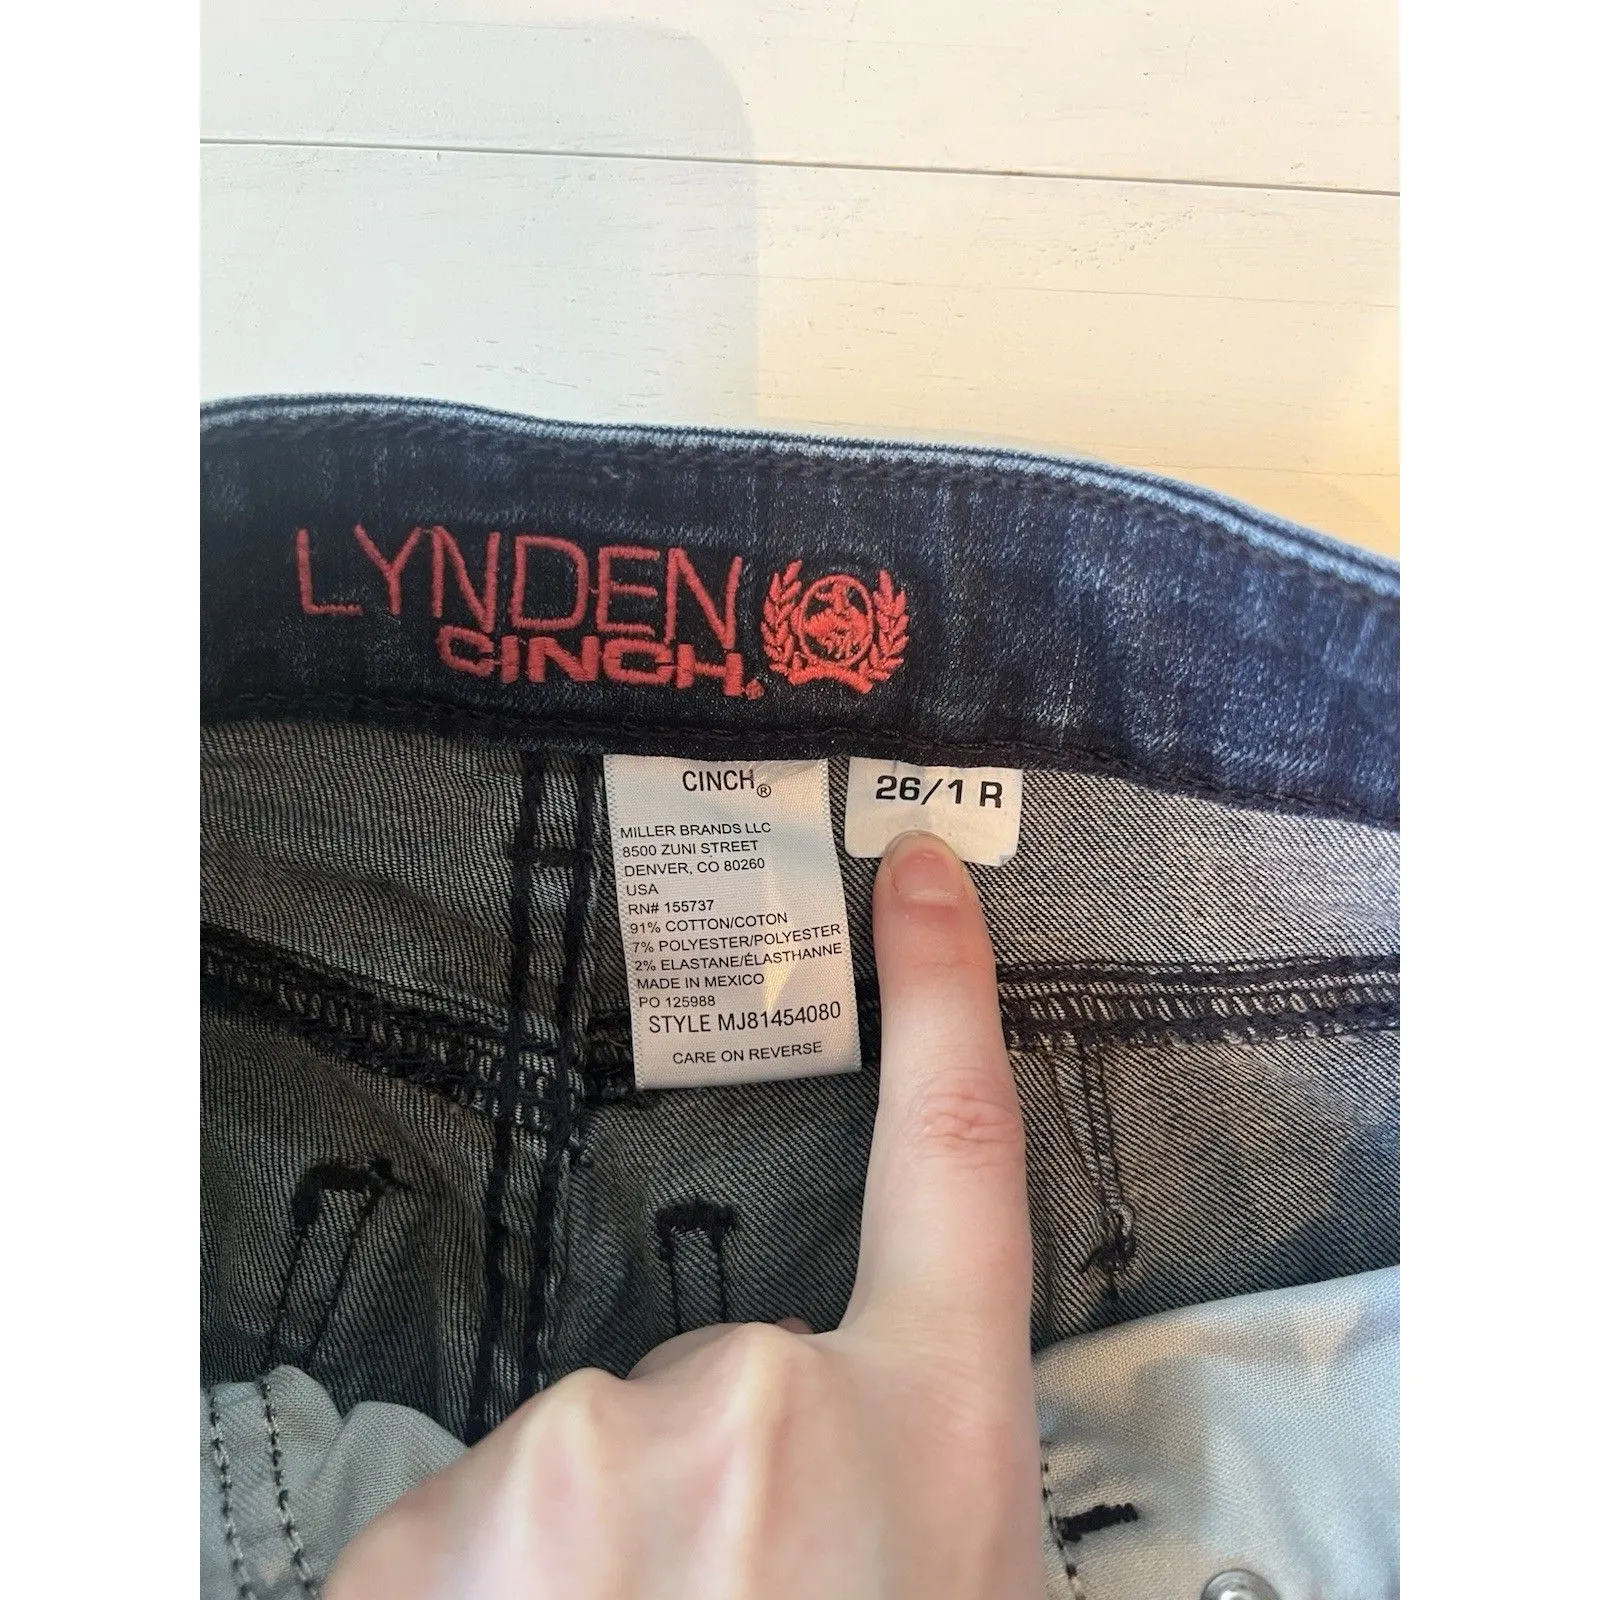 LYNDEN
CINCH.
CINCH®
MILLER BRANDS LLC
8500 ZUNI STREET
DENVER, CO 80260
USA
RN# 155737
91% COTTON/COTON
7% POLYESTER/POLYESTER
2% ELASTANE/ÉLASTHANNE
MADE IN MEXICO
PO 125988
STYLE MJ81454080
CARE ON REVERSE
26/1 R